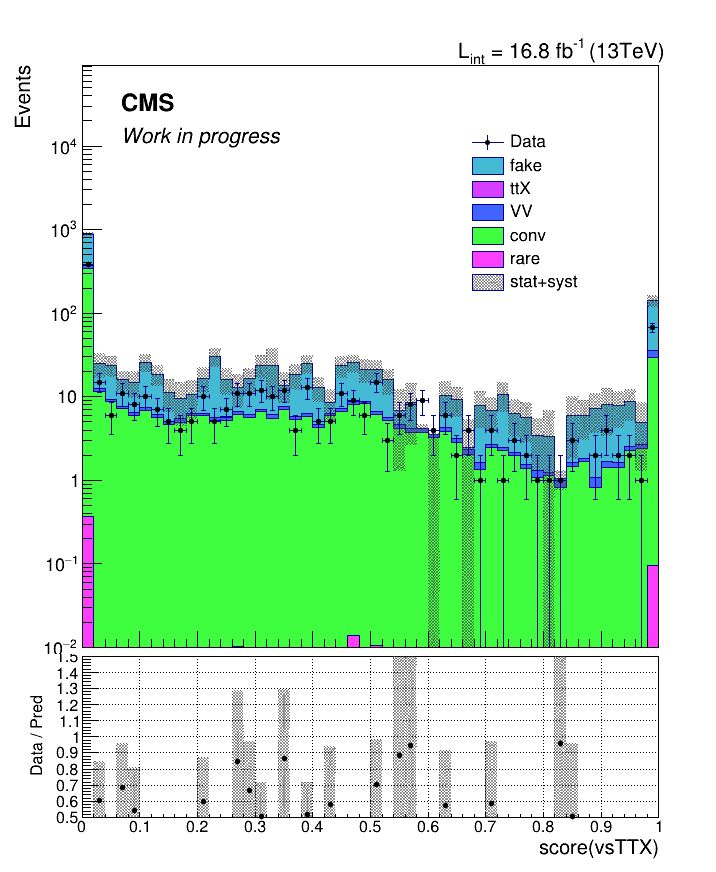 L_int = 16.8 fb^-1 (13TeV)
Events
CMS
Work in progress
Data
fake
ttX
VV
conv
rare
stat+syst
10^4
10^3
10^2
10
1
10^−1
10^−2
Data / Pred
1.5
1.4
1.3
1.2
1.1
1
0.9
0.8
0.7
0.6
0.5
0 0.1 0.2 0.3 0.4 0.5 0.6 0.7 0.8 0.9 1
score(vsTTX)